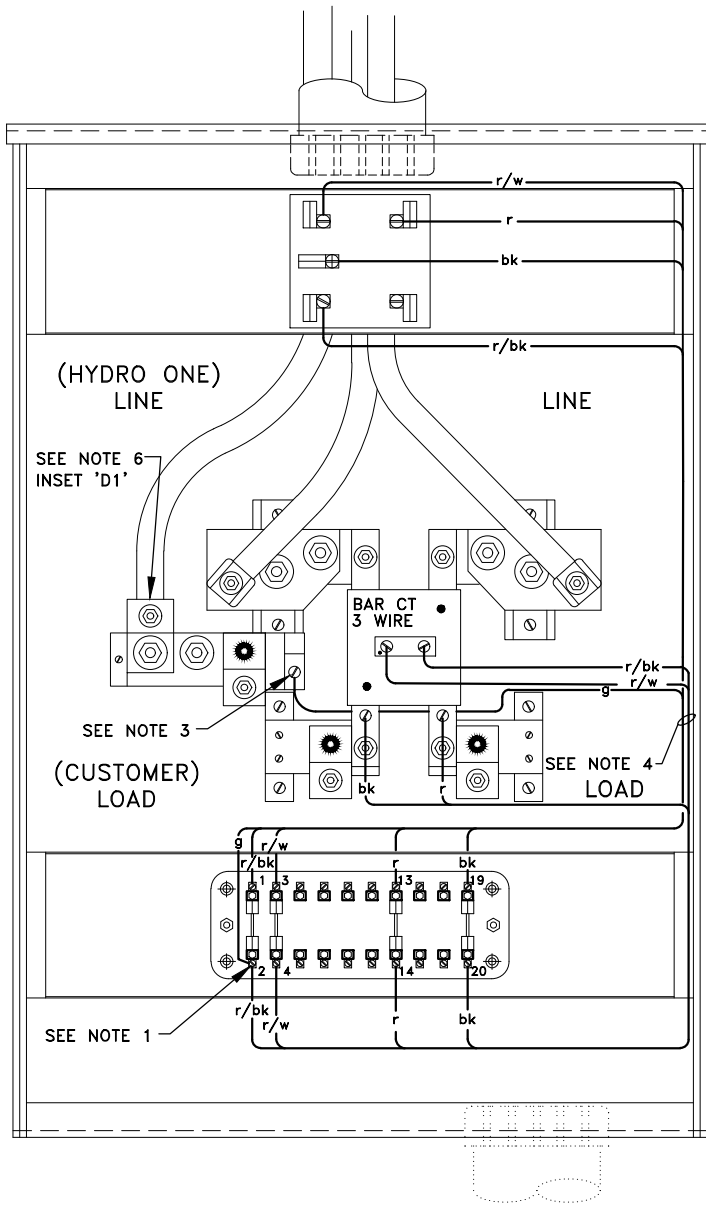 r/w
r
bk
r/bk
(HYDRO ONE)
LINE
LINE
SEE NOTE 6
INSET 'D1'
BAR CT
3 WIRE
r/bk
r/w
g
SEE NOTE 3
SEE NOTE 4
(CUSTOMER)
LOAD
LOAD
bk
r
g
r/w
r/bk
r
bk
1
3
13
19
2
4
14
20
r/bk
r/w
r
bk
SEE NOTE 1